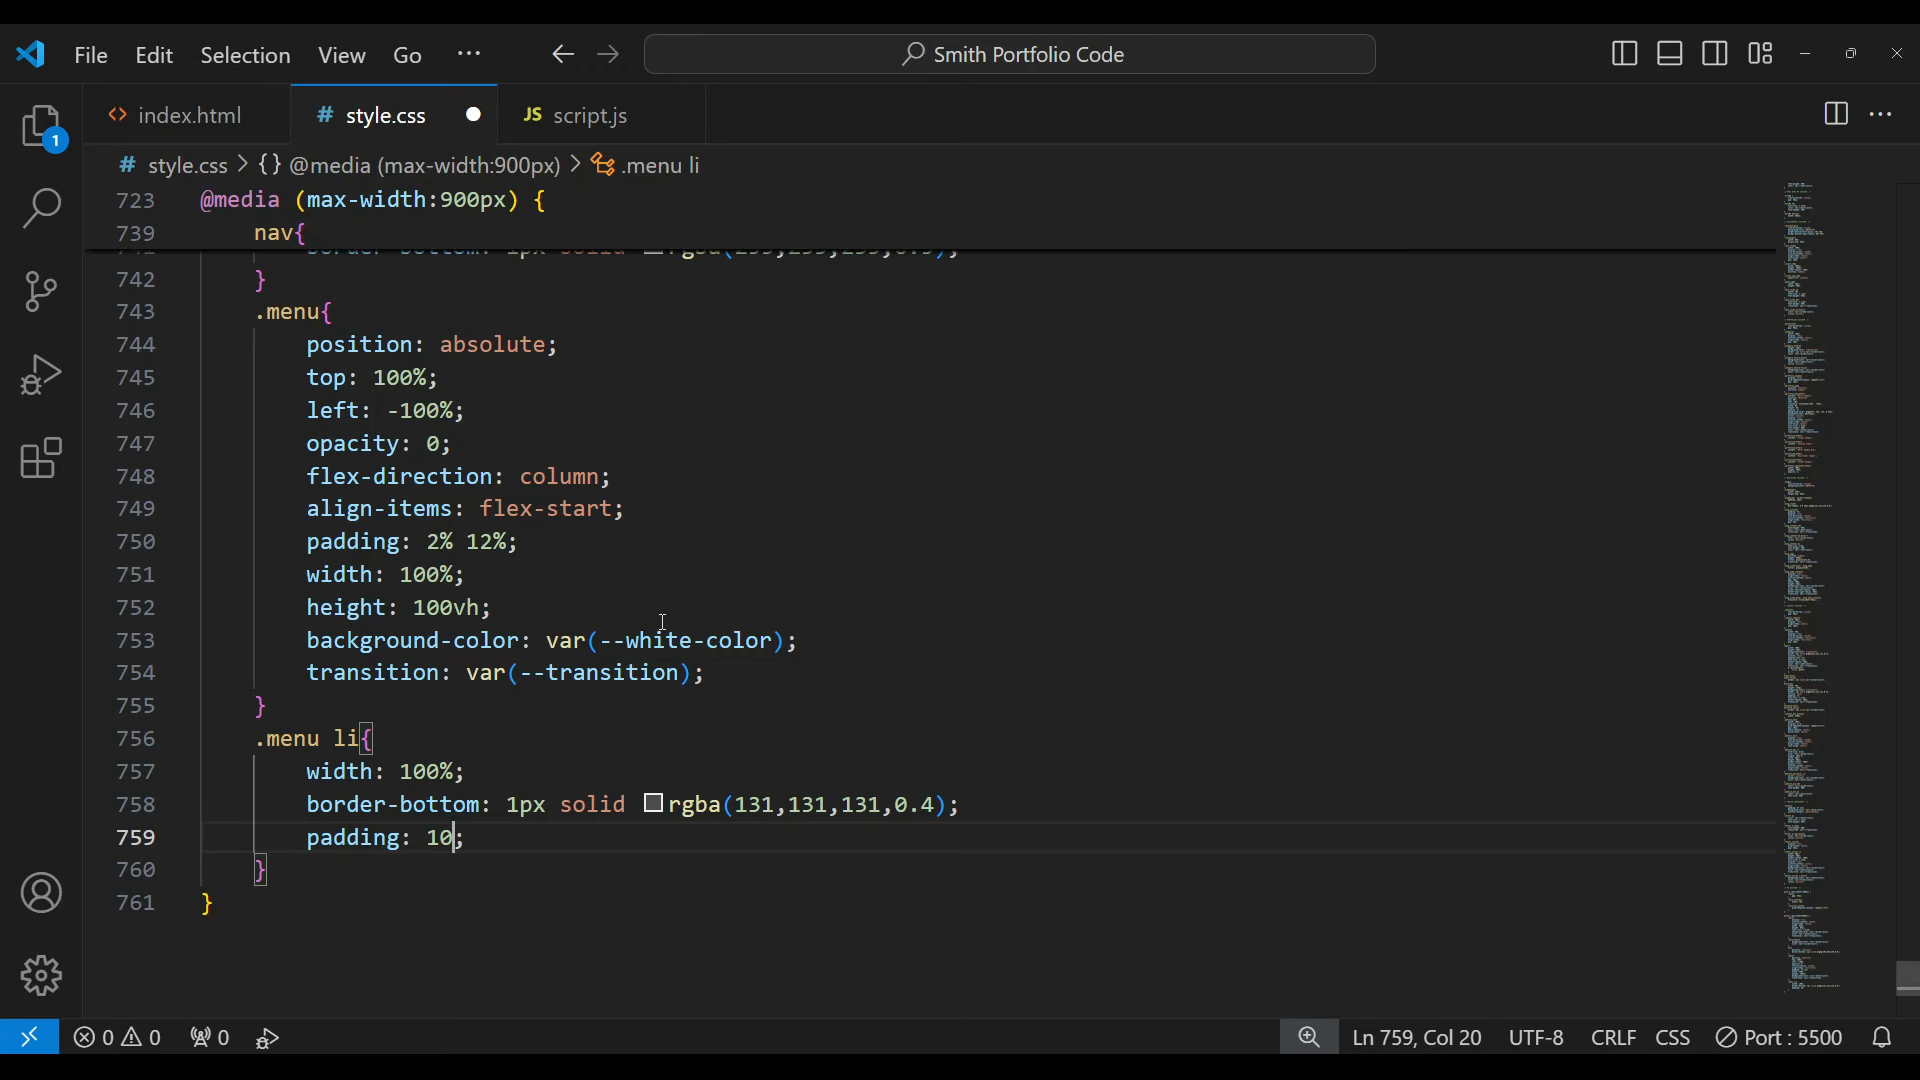 File Edit Selection View Go ··· Smith Portfolio Code
1
index.html # style.css JS script.js
# style.css > {} @media (max-width:900px) > .menu li
723 @media (max-width:900px) {
739 nav{
742 }
743 .menu{
744 position: absolute;
745 top: 100%;
746 left: -100%;
747 opacity: 0;
748 flex-direction: column;
749 align-items: flex-start;
750 padding: 2% 12%;
751 width: 100%;
752 height: 100vh;
753 background-color: var(--white-color);
754 transition: var(--transition);
755 }
756 .menu li{
757 width: 100%;
758 border-bottom: 1px solid rgba(131,131,131,0.4);
759 padding: 10;
760 }
761 }
0 0 0 Ln 759, Col 20 UTF-8 CRLF CSS Port : 5500